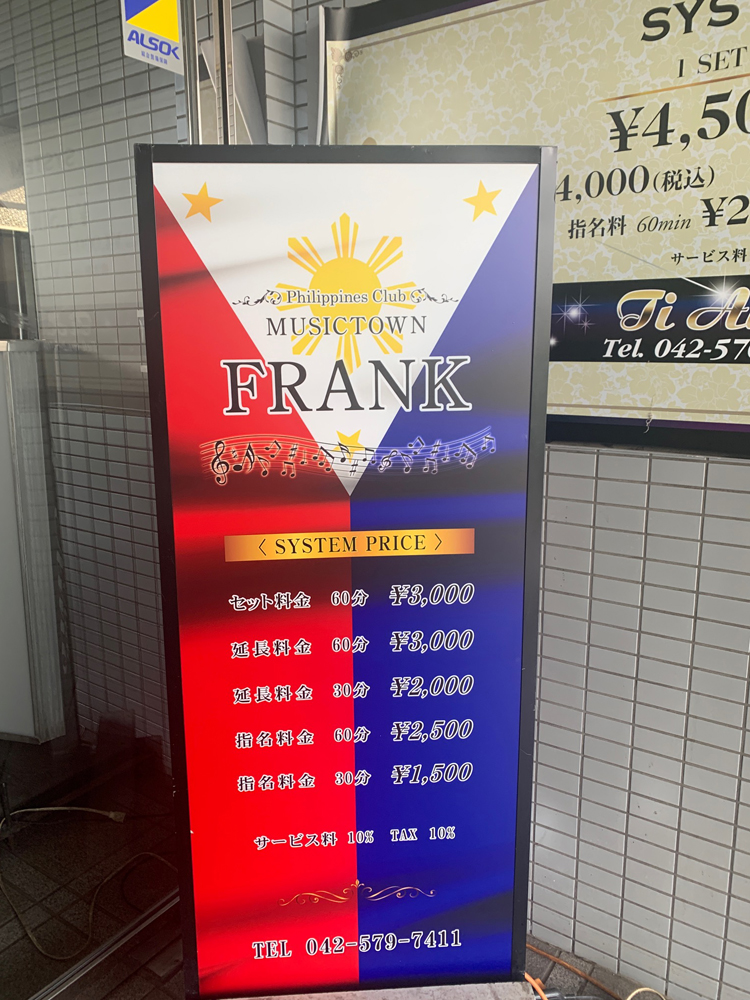 ALSOK
SYS
1 SET
¥4,50
4,000(税込)
指名料 60min ¥2
サービス料
Ti A
Tel. 042-57
Philippines Club
MUSICTOWN
FRANK
〈 SYSTEM PRICE 〉
セット料金 60分 ¥3,000
延長料金 60分 ¥3,000
延長料金 30分 ¥2,000
指名料金 60分 ¥2,500
指名料金 30分 ¥1,500
サービス料 10% TAX 10%
TEL 042-579-7411